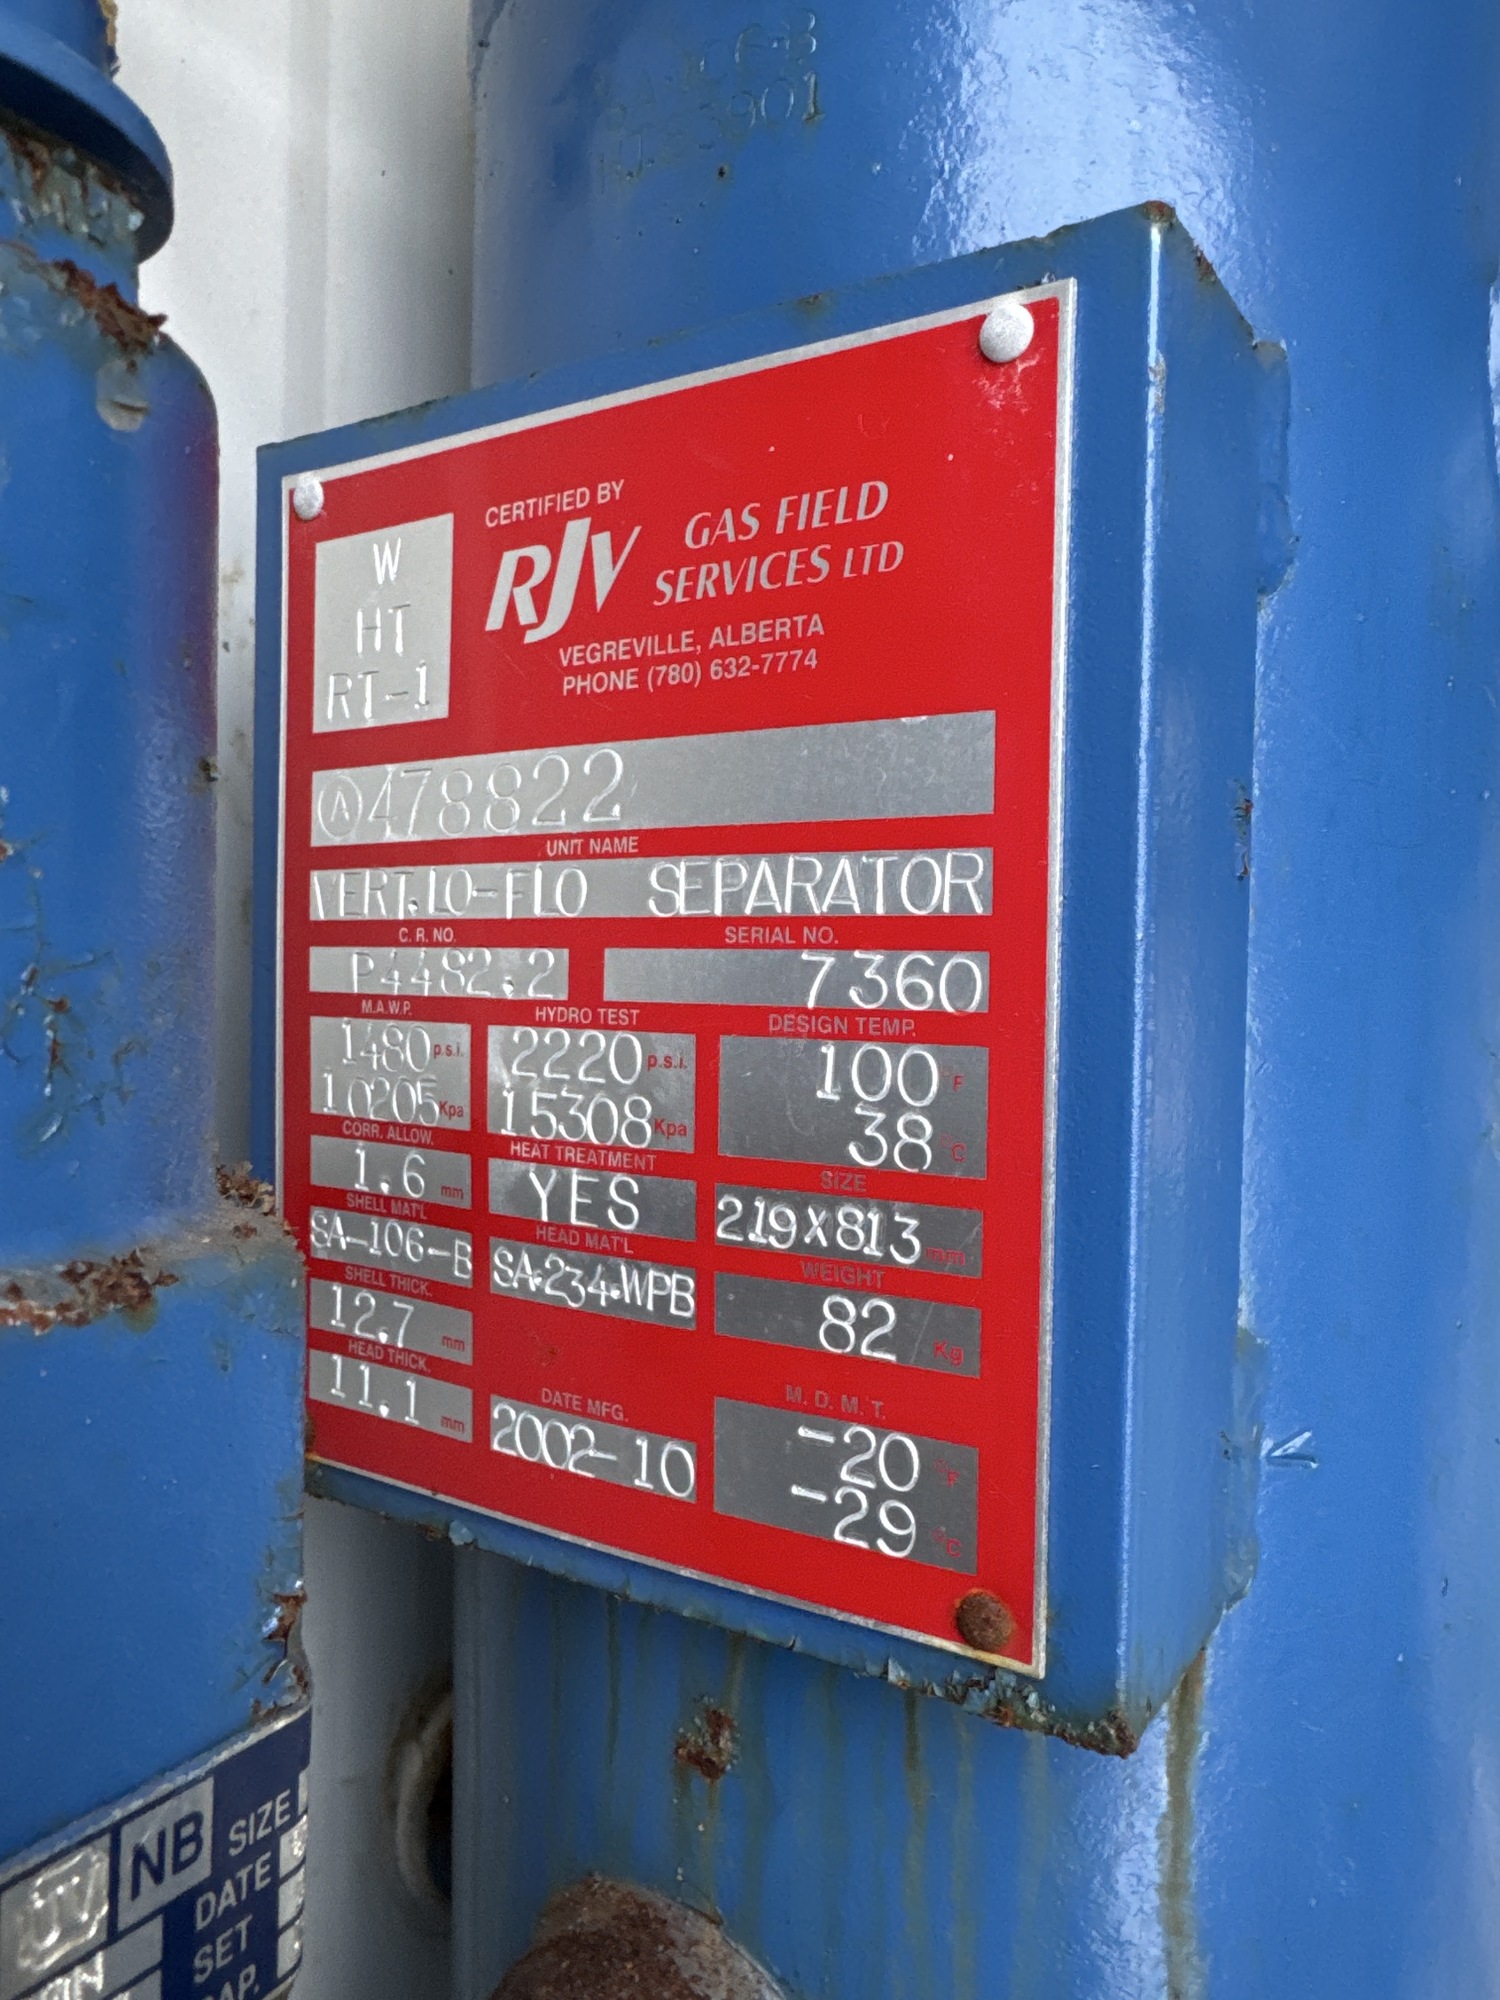 W
HT
RT-1
CERTIFIED BY
RJV GAS FIELD
SERVICES LTD
VEGREVILLE, ALBERTA
PHONE (780) 632-7774
Ⓐ478822
UNIT NAME
VERT.LO-FLO SEPARATOR
C. R. NO.
P4482.2
SERIAL NO.
7360
M.A.W.P.
1480 p.s.i.
10205 Kpa
HYDRO TEST
2220 p.s.i.
15308 Kpa
DESIGN TEMP.
100 °F
38 °C
CORR. ALLOW.
1.6 mm
HEAT TREATMENT
YES
SIZE
219X813 mm
SHELL MAT'L
SA-106-B
HEAD MAT'L
SA.234.WPB
WEIGHT
82 Kg
SHELL THICK.
12.7 mm
HEAD THICK.
11.1 mm
DATE MFG.
2002-10
M. D. M. T.
-20 °F
-29 °C
NB
SIZE
DATE
SET